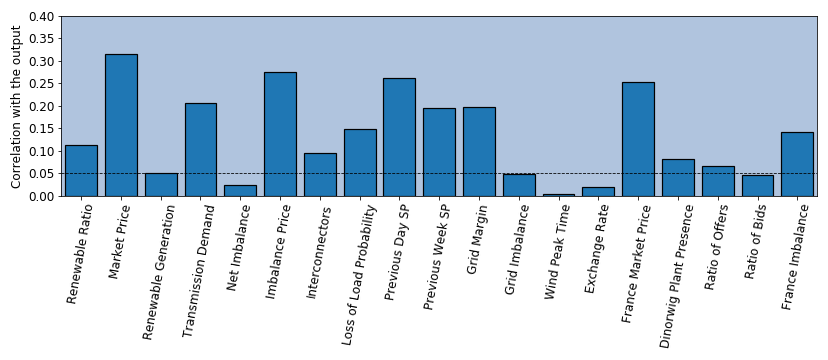 Correlation with the output
0.40
0.35
0.30
0.25
0.20
0.15
0.10
0.05
0.00
Renewable Ratio
Market Price
Renewable Generation
Transmission Demand
Net Imbalance
Imbalance Price
Interconnectors
Loss of Load Probability
Previous Day SP
Previous Week SP
Grid Margin
Grid Imbalance
Wind Peak Time
Exchange Rate
France Market Price
Dinorwig Plant Presence
Ratio of Offers
Ratio of Bids
France Imbalance